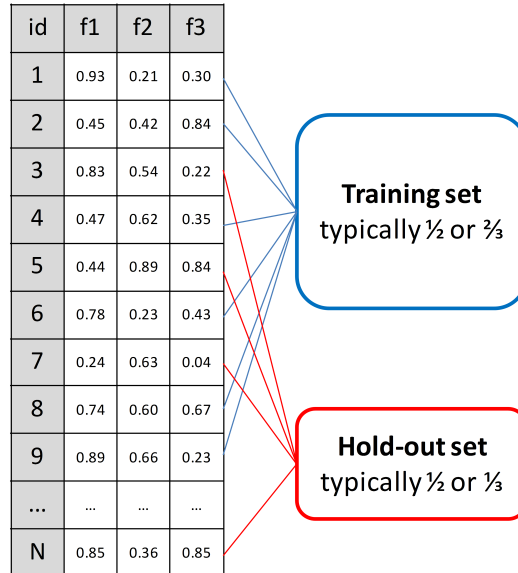 id f1 f2 f3
1 0.93 0.21 0.30
2 0.45 0.42 0.84
3 0.83 0.54 0.22
4 0.47 0.62 0.35
5 0.44 0.89 0.84
6 0.78 0.23 0.43
7 0.24 0.63 0.04
8 0.74 0.60 0.67
9 0.89 0.66 0.23
... ... ... ...
N 0.85 0.36 0.85
Training set
typically ½ or ⅔
Hold-out set
typically ½ or ⅓